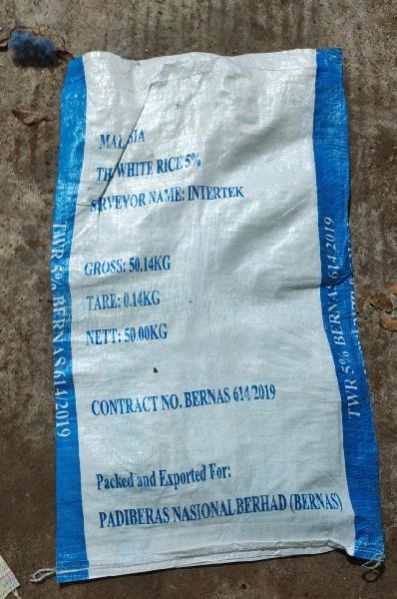 MALSIA
TH WHITE RICE 5%
SRVEYOR NAME: INTERTEK
GROSS: 50.14KG
TARE: 0.14KG
NETT: 50.00KG
CONTRACT NO. BERNAS 614/2019
Packed and Exported For:
PADIBERAS NASIONAL BERHAD (BERNAS)
TWR 5% BERNAS 614/2019
TWR 5% BERNAS 614 2019